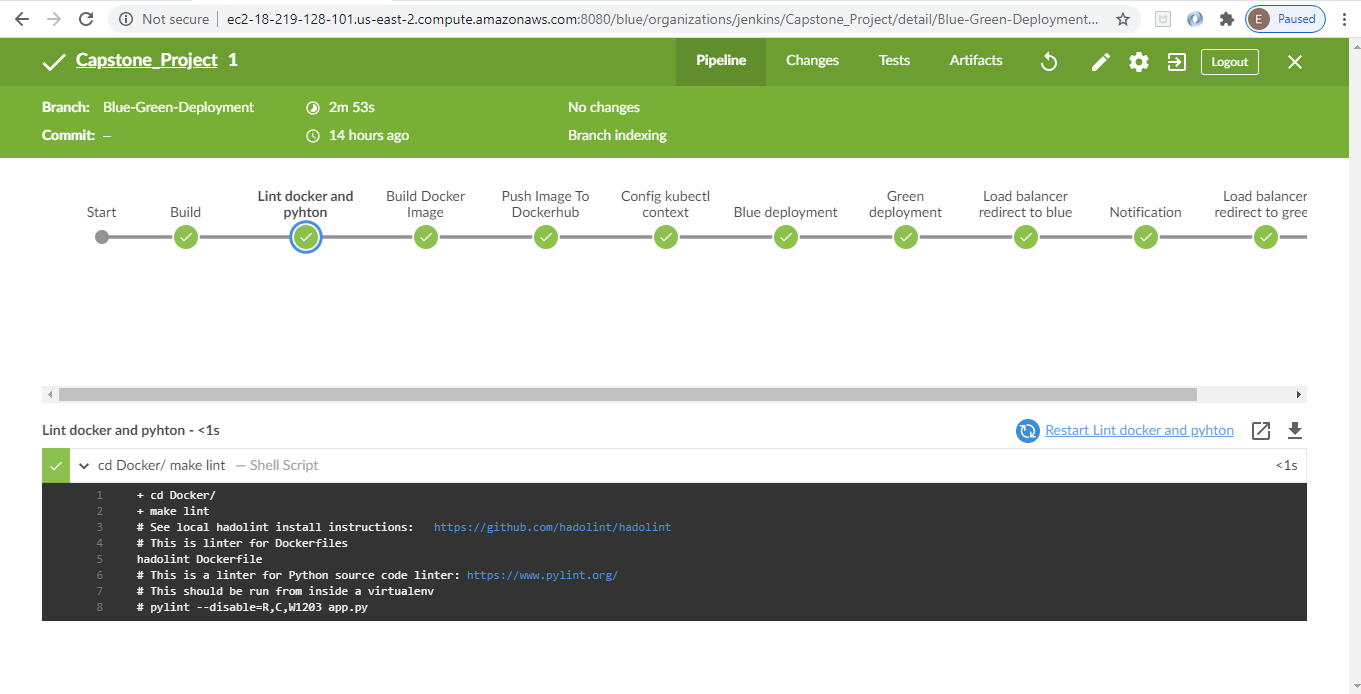 Not secure | ec2-18-219-128-101.us-east-2.compute.amazonaws.com:8080/blue/organizations/jenkins/Capstone_Project/detail/Blue-Green-Deployment... E Paused
Capstone_Project 1 Pipeline Changes Tests Artifacts Logout
Branch: Blue-Green-Deployment 2m 53s No changes
Commit: – 14 hours ago Branch indexing
Start
Build
Lint docker and
pyhton
Build Docker
Image
Push Image To
Dockerhub
Config kubectl
context
Blue deployment
Green
deployment
Load balancer
redirect to blue
Notification
Load balancer
redirect to gree
Lint docker and pyhton - <1s Restart Lint docker and pyhton
cd Docker/ make lint — Shell Script <1s
1 + cd Docker/
2 + make lint
3 # See local hadolint install instructions: https://github.com/hadolint/hadolint
4 # This is linter for Dockerfiles
5 hadolint Dockerfile
6 # This is a linter for Python source code linter: https://www.pylint.org/
7 # This should be run from inside a virtualenv
8 # pylint --disable=R,C,W1203 app.py